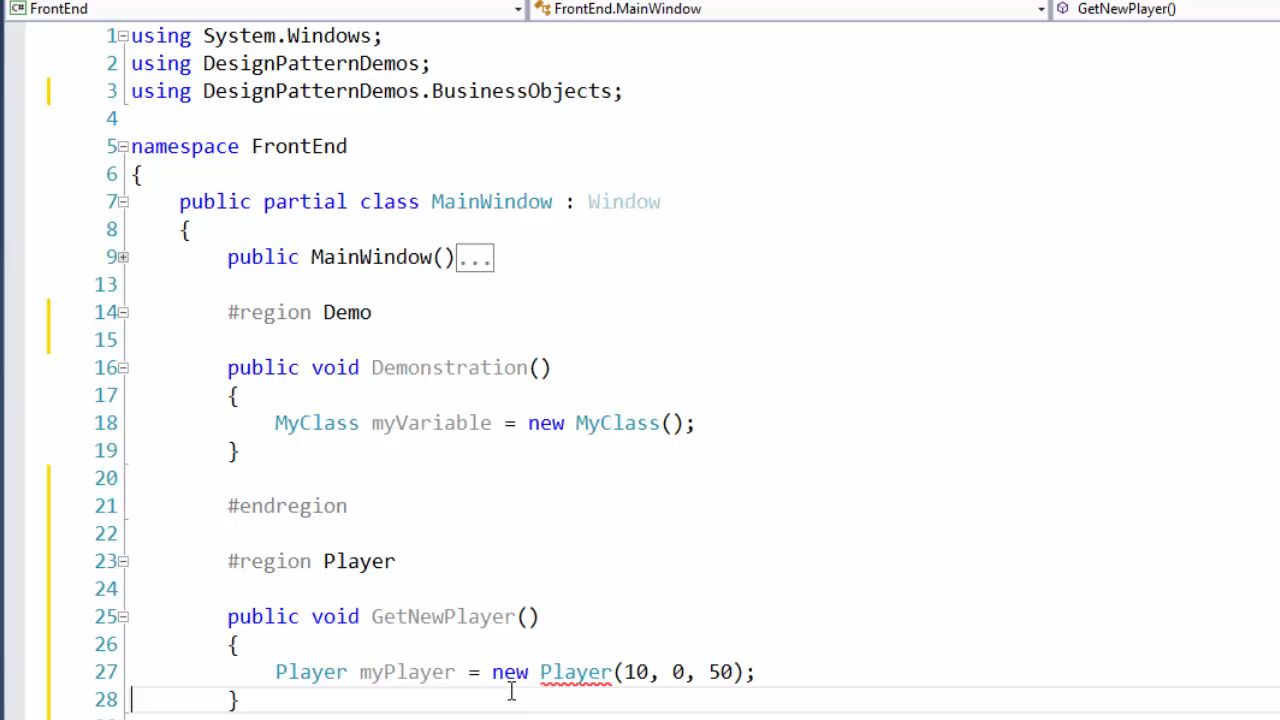 C# FrontEnd FrontEnd.MainWindow GetNewPlayer()
1 using System.Windows;
2 using DesignPatternDemos;
3 using DesignPatternDemos.BusinessObjects;
4
5 namespace FrontEnd
6 {
7 public partial class MainWindow : Window
8 {
9 public MainWindow()...
13
14 #region Demo
15
16 public void Demonstration()
17 {
18 MyClass myVariable = new MyClass();
19 }
20
21 #endregion
22
23 #region Player
24
25 public void GetNewPlayer()
26 {
27 Player myPlayer = new Player(10, 0, 50);
28 }